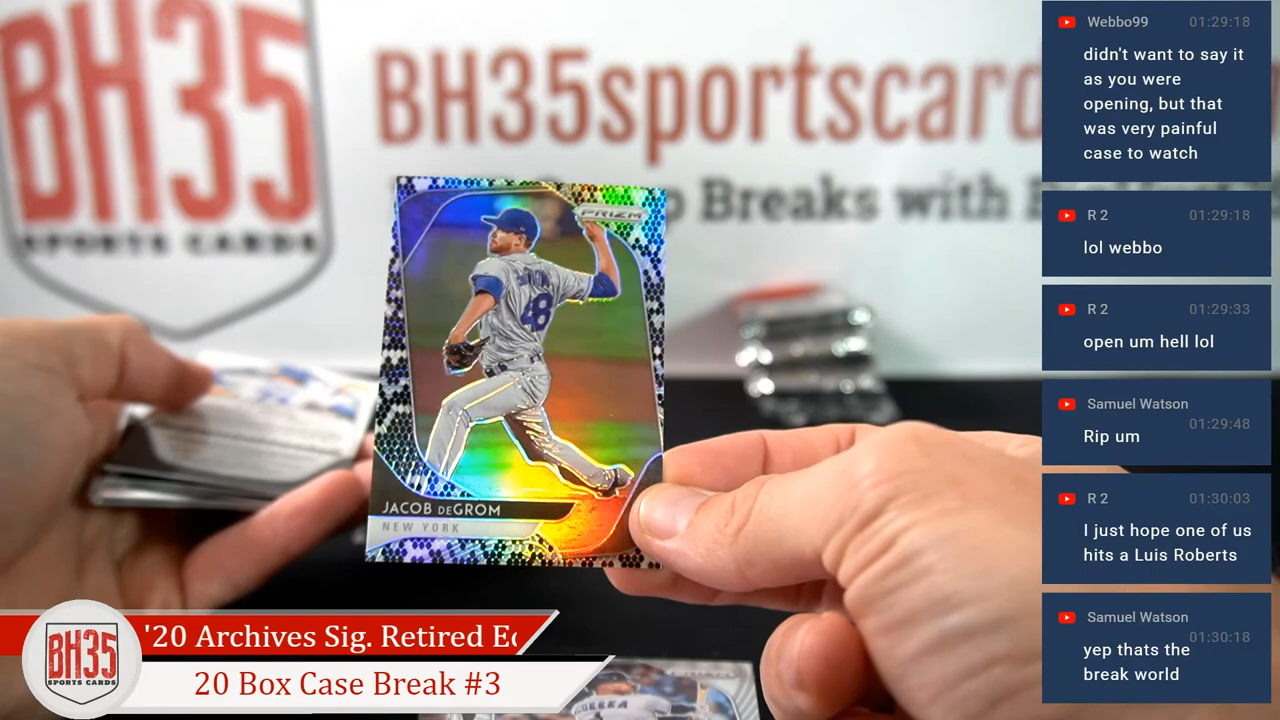 BH35
SPORTS CARDS
BH35sportscard
Breaks with
PRIZM
48
JACOB DEGROM
NEW YORK
CORREA
BH35
SPORTS CARDS
'20 Archives Sig. Retired Ed
20 Box Case Break #3
Webbo99 01:29:18
didn't want to say it
as you were
opening, but that
was very painful
case to watch
R 2 01:29:18
lol webbo
R 2 01:29:33
open um hell lol
Samuel Watson 01:29:48
Rip um
R 2 01:30:03
I just hope one of us
hits a Luis Roberts
Samuel Watson 01:30:18
yep thats the
break world